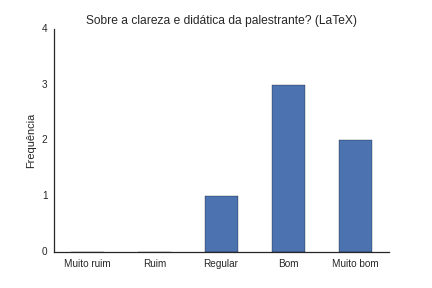 Sobre a clareza e didática da palestrante? (LaTeX)
4
3
2
1
0
Frequência
Muito ruim
Ruim
Regular
Bom
Muito bom